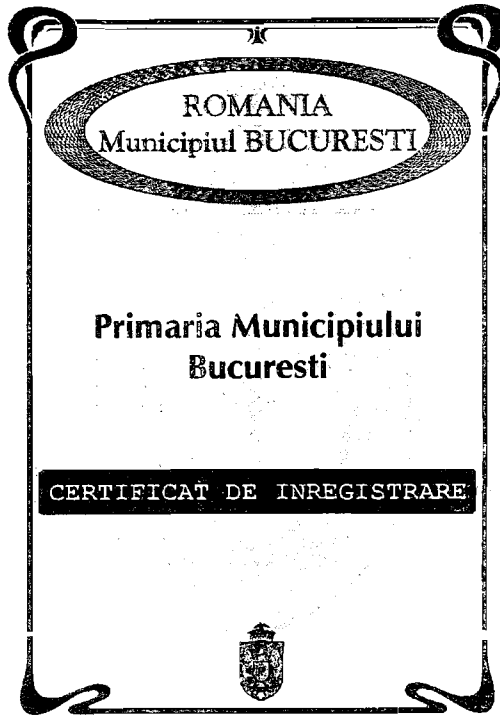 ROMANIA
Municipiul BUCURESTI
Primaria Municipiului
Bucuresti
CERTIFICAT DE INREGISTRARE